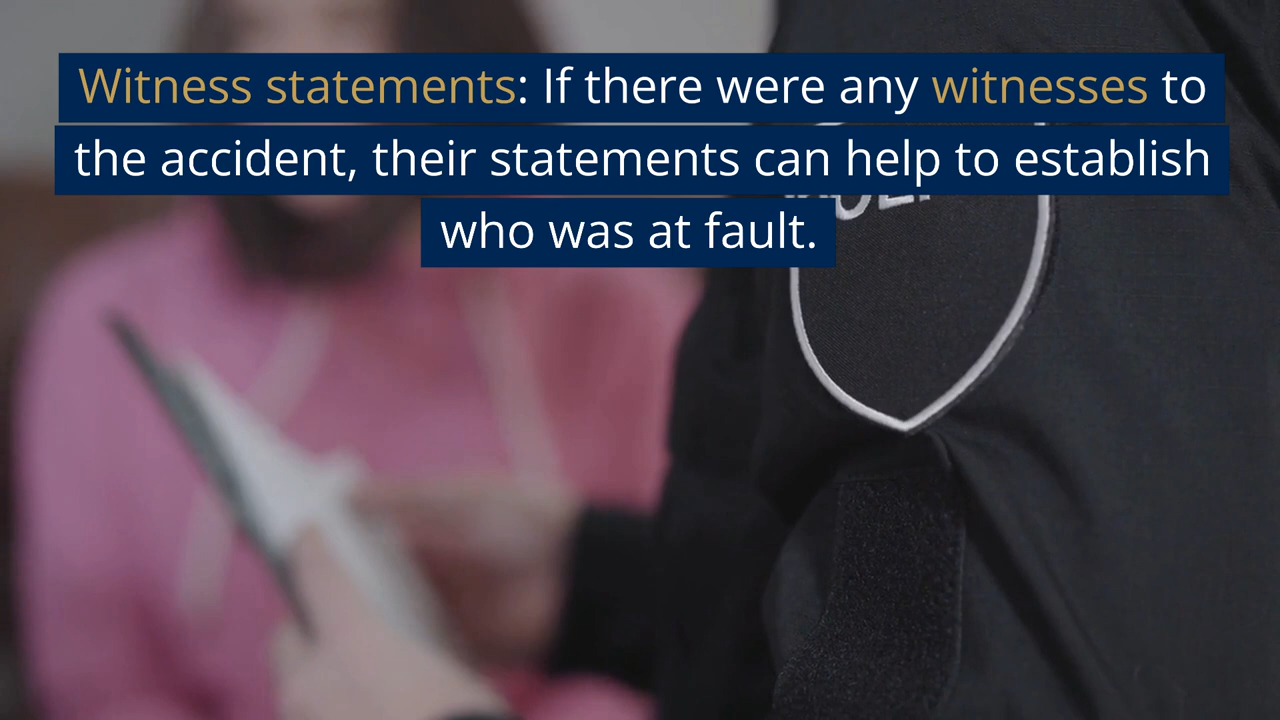 Witness statements: If there were any witnesses to
the accident, their statements can help to establish
who was at fault.